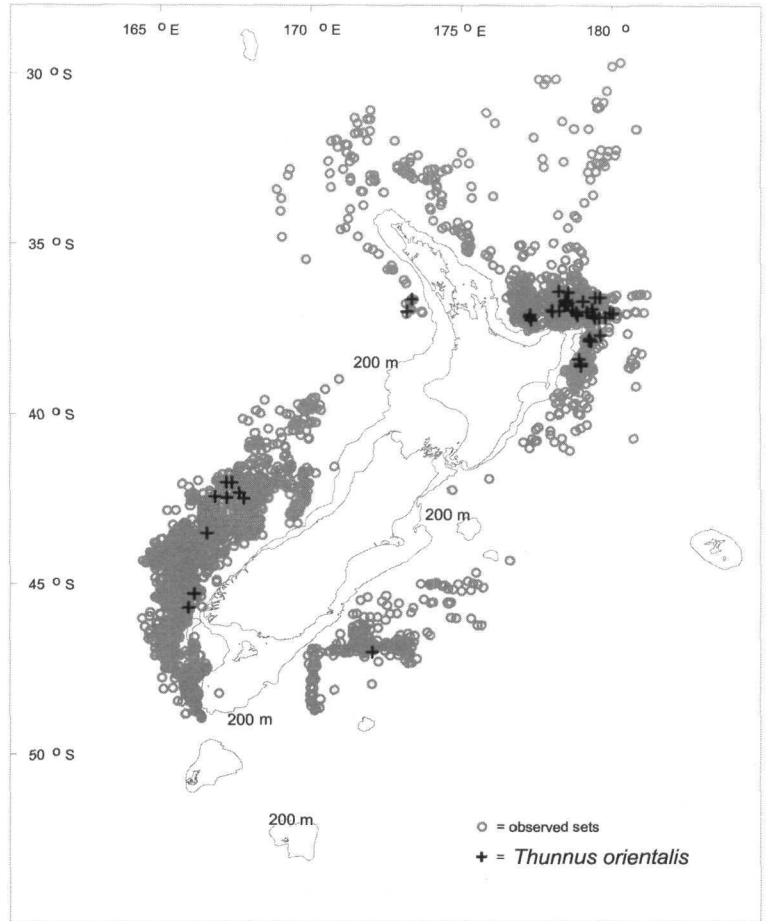 165 º E 170 º E 175 º E 180 º
30 º S
35 º S
200 m
40 º S
200 m
45 º S
200 m
50 º S
200 m
= observed sets
= Thunnus orientalis